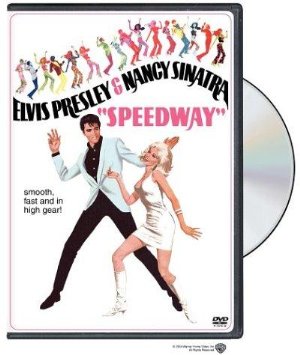 ELVIS PRESLEY & NANCY SINATRA
"SPEEDWAY"
smooth,
fast and in
high gear!
DVD